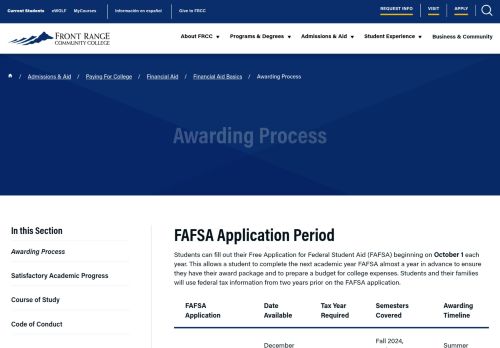 Current Students eWOLF MyCourses Información en español Give to FRCC REQUEST INFO VISIT APPLY
FRONT RANGE
COMMUNITY COLLEGE
About FRCC Programs & Degrees Admissions & Aid Student Experience Business & Community
/ Admissions & Aid / Paying For College / Financial Aid / Financial Aid Basics / Awarding Process
Awarding Process
In this Section
Awarding Process
Satisfactory Academic Progress
Course of Study
Code of Conduct
FAFSA Application Period
Students can fill out their Free Application for Federal Student Aid (FAFSA) beginning on October 1 each
year. This allows a student to complete the next academic year FAFSA almost a year in advance to ensure
they have their award package and to prepare a budget for college expenses. Students and their families
will use federal tax information from two years prior on the FAFSA application.
FAFSA Application Date Available Tax Year Required Semesters Covered Awarding Timeline
December Fall 2024, Summer